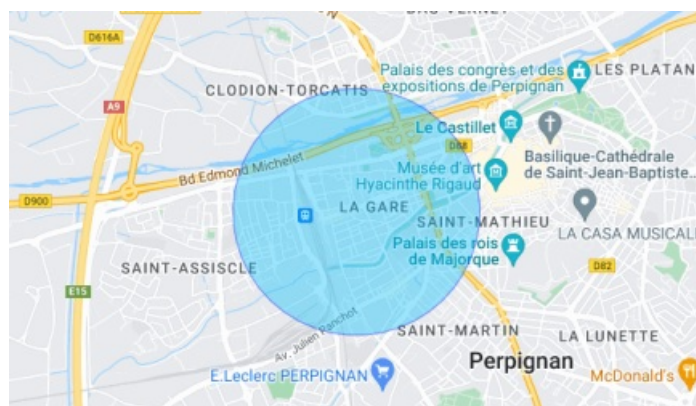 BAS-VERNET
D616A
Palais des congrès et des
expositions de Perpignan
LES PLATAN
CLODION-TORCATIS
A9
Le Castillet
D88
Basilique-Cathédrale
de Saint-Jean-Baptiste...
Bd Edmond Michelet
Musée d'art
Hyacinthe Rigaud
D900
LA GARE
SAINT-MATHIEU
LA CASA MUSICALE
Palais des rois
de Majorque
SAINT-ASSISCLE
D82
E15
Av. Julien Panchot
SAINT-MARTIN
LA LUNETTE
Perpignan
E.Leclerc PERPIGNAN
McDonald's